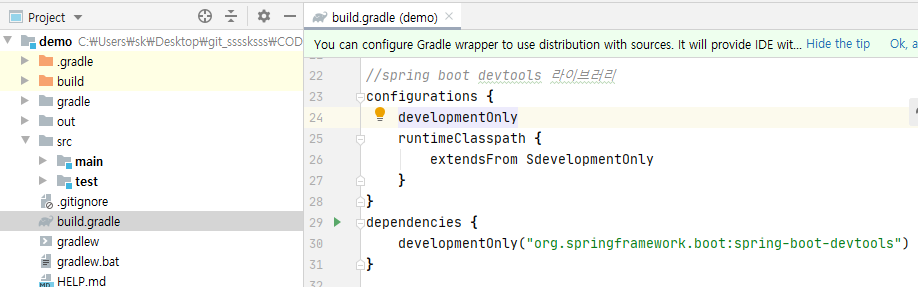 Project
demo C:₩Users₩sk₩Desktop₩git_sssskssss₩COD
.gradle
build
gradle
out
src
main
test
.gitignore
build.gradle
gradlew
gradlew.bat
HELP.md
build.gradle (demo)
You can configure Gradle wrapper to use distribution with sources. It will provide IDE wit... Hide the tip Ok, a
22 //spring boot devtools 라이브러리
23 configurations {
24 developmentOnly
25 runtimeClasspath {
26 extendsFrom SdevelopmentOnly
27 }
28 }
29 dependencies {
30 developmentOnly("org.springframework.boot:spring-boot-devtools")
31 }
32